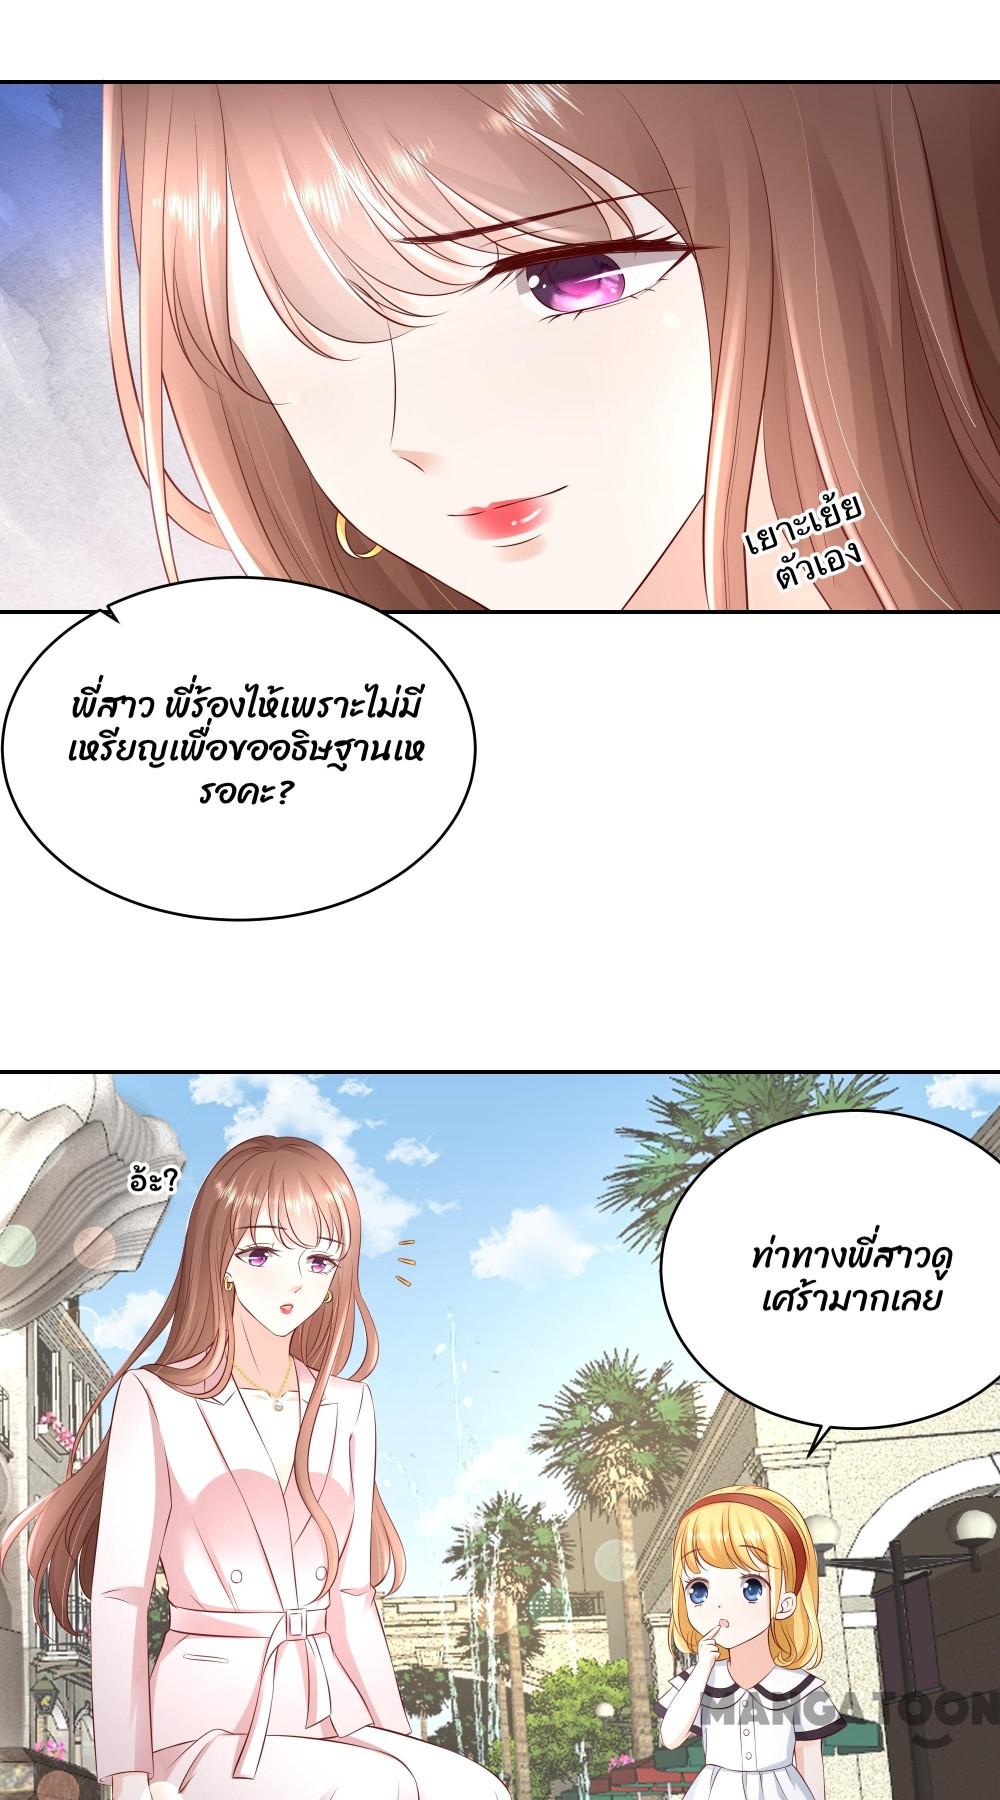 เยาะเย้ย
ตัวเอง
พี่สาว พี่ร้องไห้เพราะไม่มี
เหรียญเพื่อขออธิษฐานเห
รอคะ?
อ้ะ?
ท่าทางพี่สาวดู
เศร้ามากเลย
MANGATOON